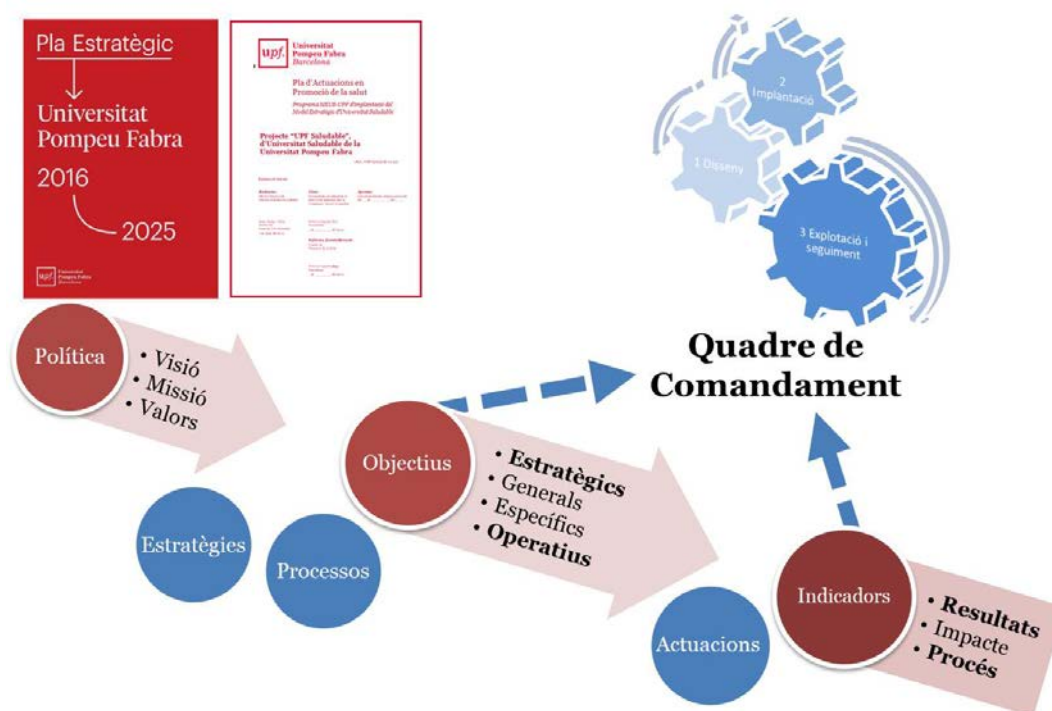 Pla Estratègic
Universitat
Pompeu Fabra
2016
2025
upf.
Universitat
Pompeu Fabra
Barcelona
upf.
Universitat
Pompeu Fabra
Barcelona
Pla d'Actuacions en
Promoció de la salut
Projecte "UPF Saludable",
d'Universitat Saludable de la
Universitat Pompeu Fabra
2 Implantació
1 Disseny
3 Explotació i
seguiment
Quadre de
Comandament
Política
• Visió
• Missió
• Valors
Estratègies
Processos
Objectius
• Estratègics
• Generals
• Específics
• Operatius
Actuacions
Indicadors
• Resultats
• Impacte
• Procés